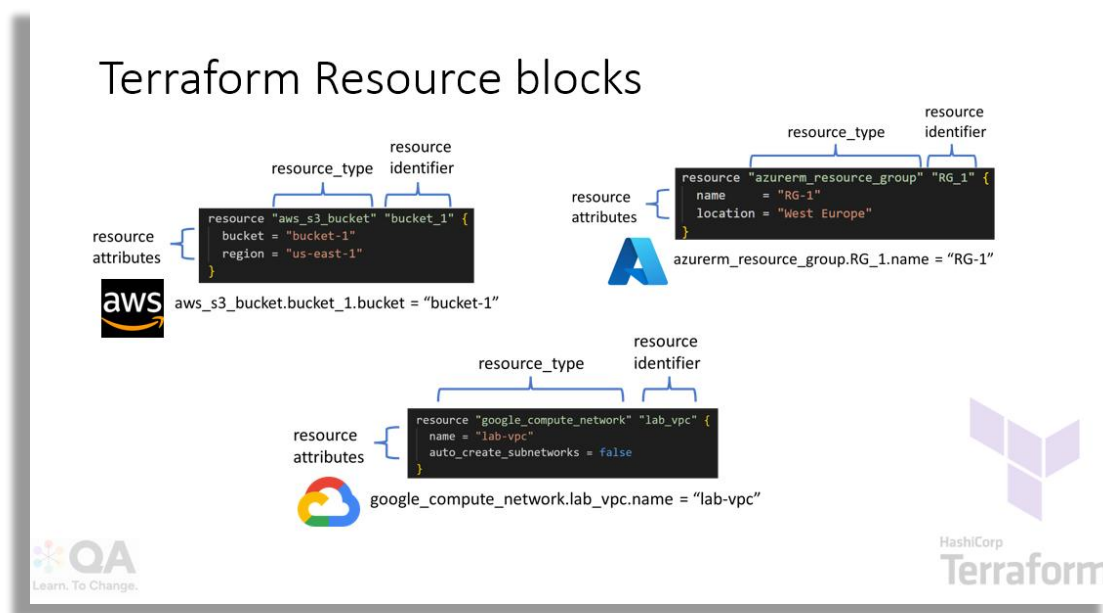 Terraform Resource blocks
resource
identifier
resource_type
resource
attributes
resource "aws_s3_bucket" "bucket_1" {
bucket = "bucket-1"
region = "us-east-1"
}
aws
aws_s3_bucket.bucket_1.bucket = “bucket-1”
resource
identifier
resource_type
resource
attributes
resource "azurerm_resource_group" "RG_1" {
name = "RG-1"
location = "West Europe"
}
azurerm_resource_group.RG_1.name = “RG-1”
resource
identifier
resource_type
resource
attributes
resource "google_compute_network" "lab_vpc" {
name = "lab-vpc"
auto_create_subnetworks = false
}
google_compute_network.lab_vpc.name = “lab-vpc”
QA
Learn. To Change.
HashiCorp
Terraform